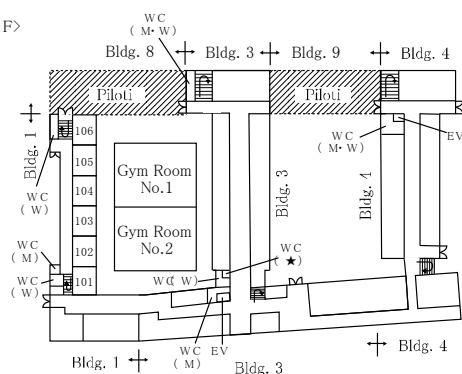 F>
WC
( M・W )
Bldg. 8
Bldg. 3
Bldg. 9
Bldg. 4
Piloti
Piloti
Bldg. 1
106
105
104
103
102
101
WC
( W )
WC
( M )
WC
( W )
Gym Room
No.1
Gym Room
No.2
WC
( M・W )
EV
Bldg. 3
Bldg. 4
WC
( ★ )
WC( W )
WC
( M )
EV
Bldg. 1
Bldg. 3
Bldg. 4